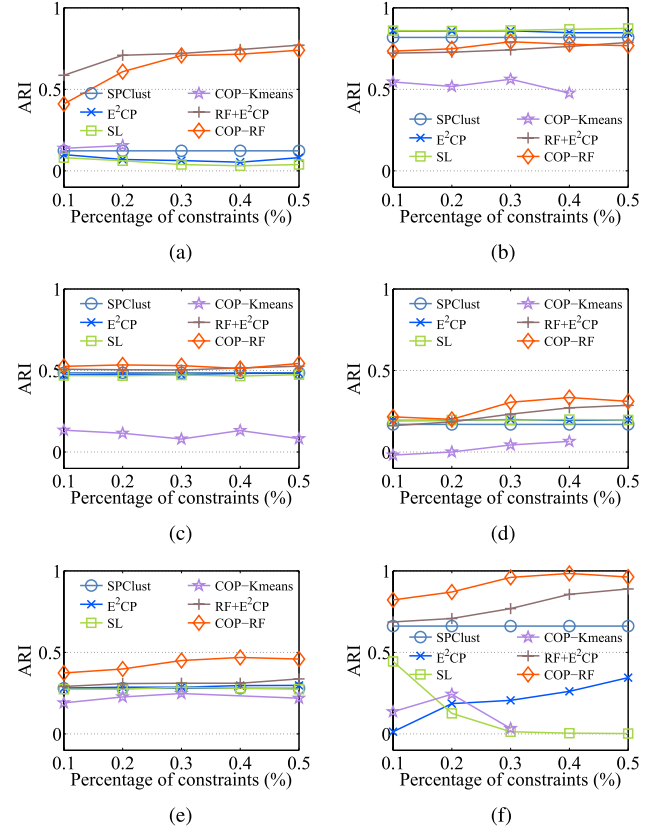 1
0.5
0
ARI
SPClust
E²CP
SL
COP−Kmeans
RF+E²CP
COP−RF
0.1 0.2 0.3 0.4 0.5
Percentage of constraints (%)
(a)
1
0.5
0
ARI
SPClust
E²CP
SL
COP−Kmeans
RF+E²CP
COP−RF
0.1 0.2 0.3 0.4 0.5
Percentage of constraints (%)
(b)
1
0.5
0
ARI
SPClust
E²CP
SL
COP−Kmeans
RF+E²CP
COP−RF
0.1 0.2 0.3 0.4 0.5
Percentage of constraints (%)
(c)
1
0.5
0
ARI
SPClust
E²CP
SL
COP−Kmeans
RF+E²CP
COP−RF
0.1 0.2 0.3 0.4 0.5
Percentage of constraints (%)
(d)
1
0.5
0
ARI
SPClust
E²CP
SL
COP−Kmeans
RF+E²CP
COP−RF
0.1 0.2 0.3 0.4 0.5
Percentage of constraints (%)
(e)
1
0.5
0
ARI
SPClust
E²CP
SL
COP−Kmeans
RF+E²CP
COP−RF
0.1 0.2 0.3 0.4 0.5
Percentage of constraints (%)
(f)